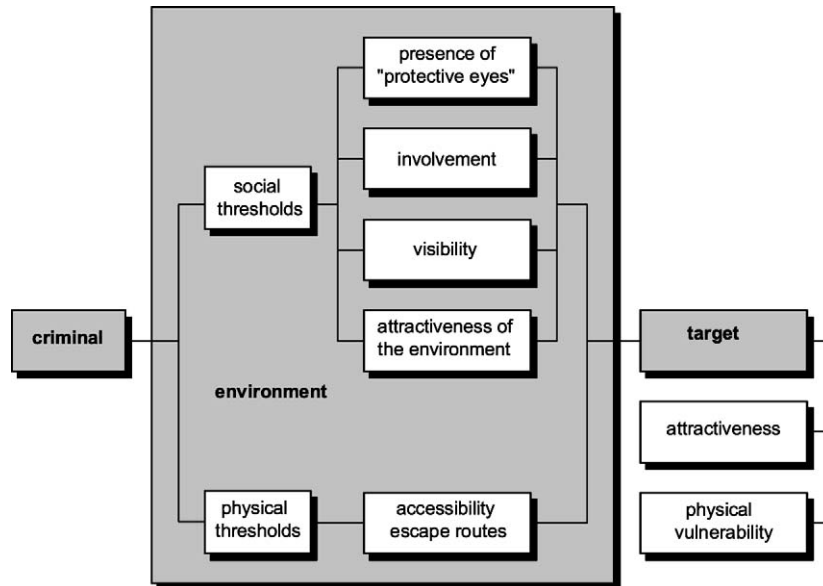 criminal
environment
social
thresholds
physical
thresholds
presence of
"protective eyes"
involvement
visibility
attractiveness of
the environment
accessibility
escape routes
target
attractiveness
physical
vulnerability